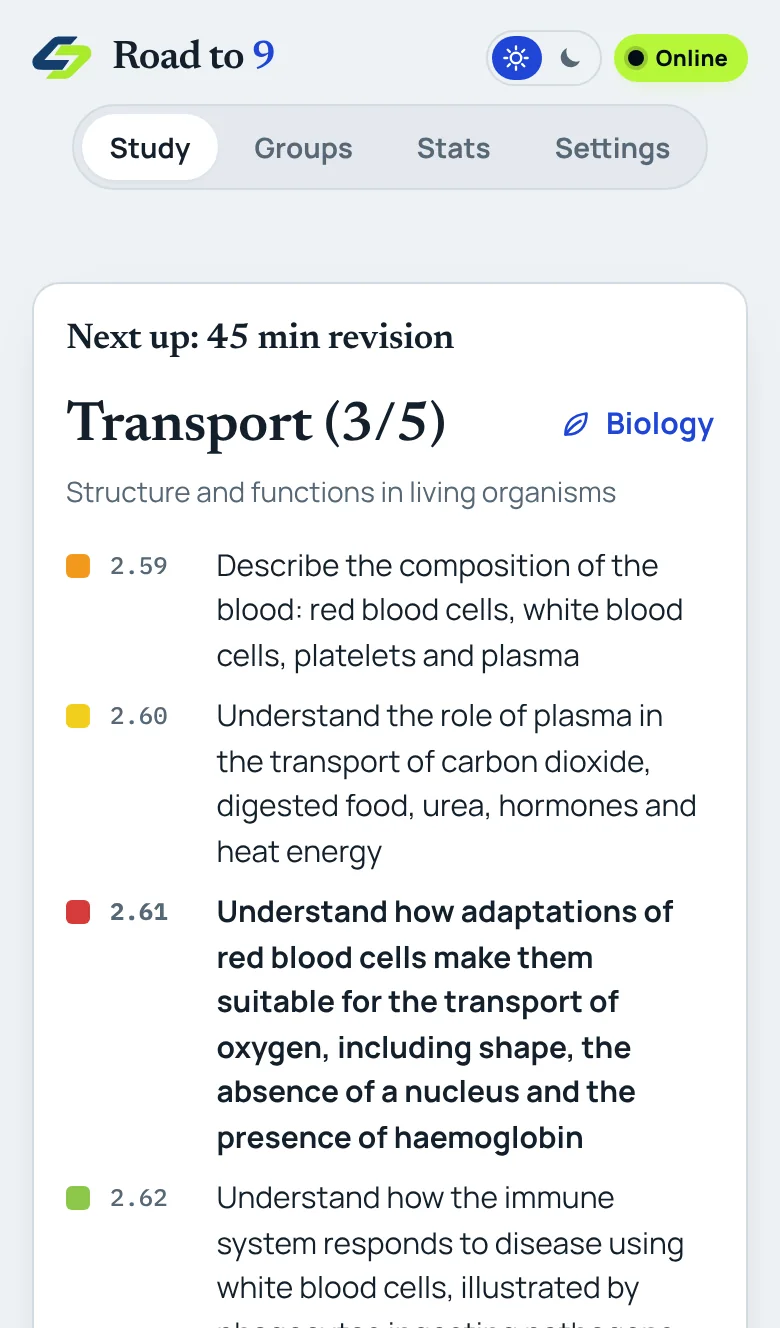 Road to 9
Online
Study
Groups
Stats
Settings
Next up: 45 min revision
Transport (3/5)
Biology
Structure and functions in living organisms
2.59
Describe the composition of the
blood: red blood cells, white blood
cells, platelets and plasma
2.60
Understand the role of plasma in
the transport of carbon dioxide,
digested food, urea, hormones and
heat energy
2.61
Understand how adaptations of
red blood cells make them
suitable for the transport of
oxygen, including shape, the
absence of a nucleus and the
presence of haemoglobin
2.62
Understand how the immune
system responds to disease using
white blood cells, illustrated by